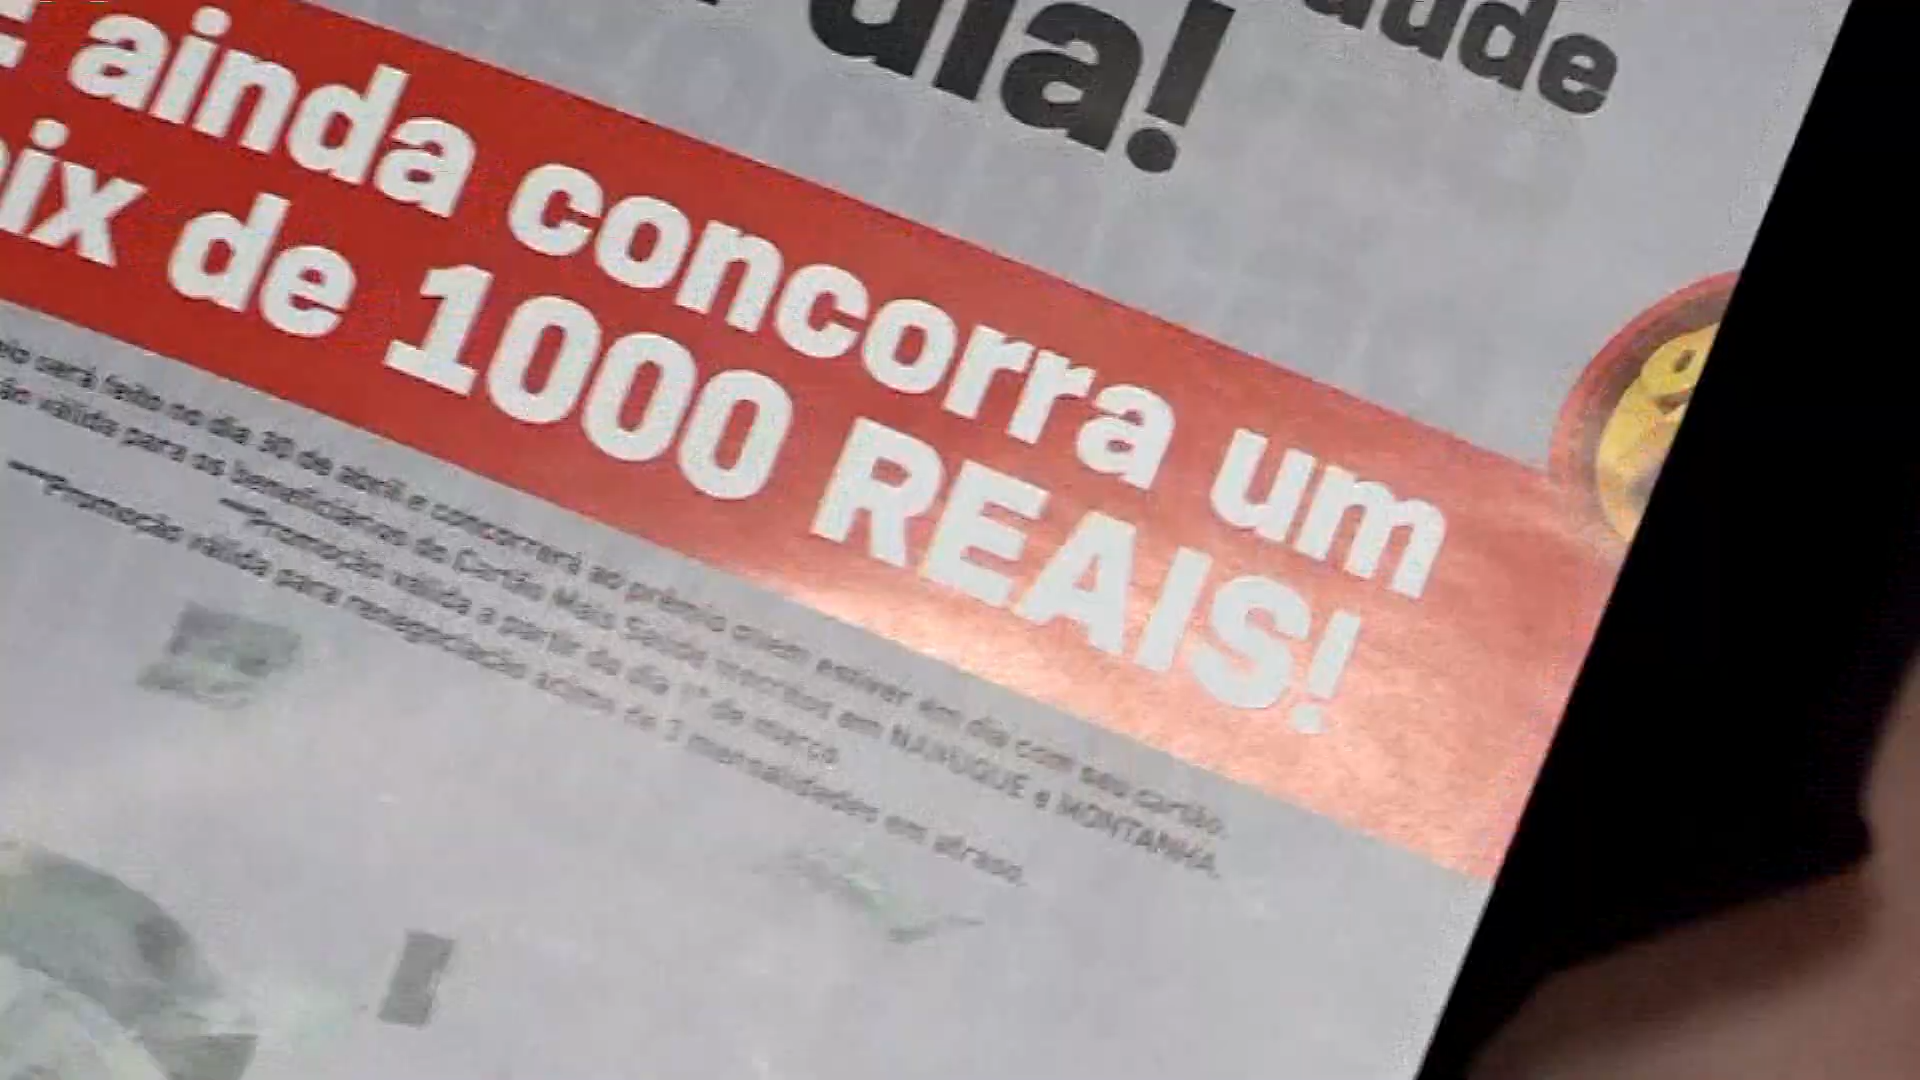 dia!
E ainda concorra um
pix de 1000 REAIS!
será feito no dia 30 de abril e concorrerá ao prêmio quem estiver em dia com seu cartão.
válida para os beneficiários do Cartão Mais Saúde inscritos em NANUQUE e MONTANHA.
**Promoção válida a partir do dia 1º de março.
***Promoção válida para renegociação acima de 3 mensalidades em atraso.